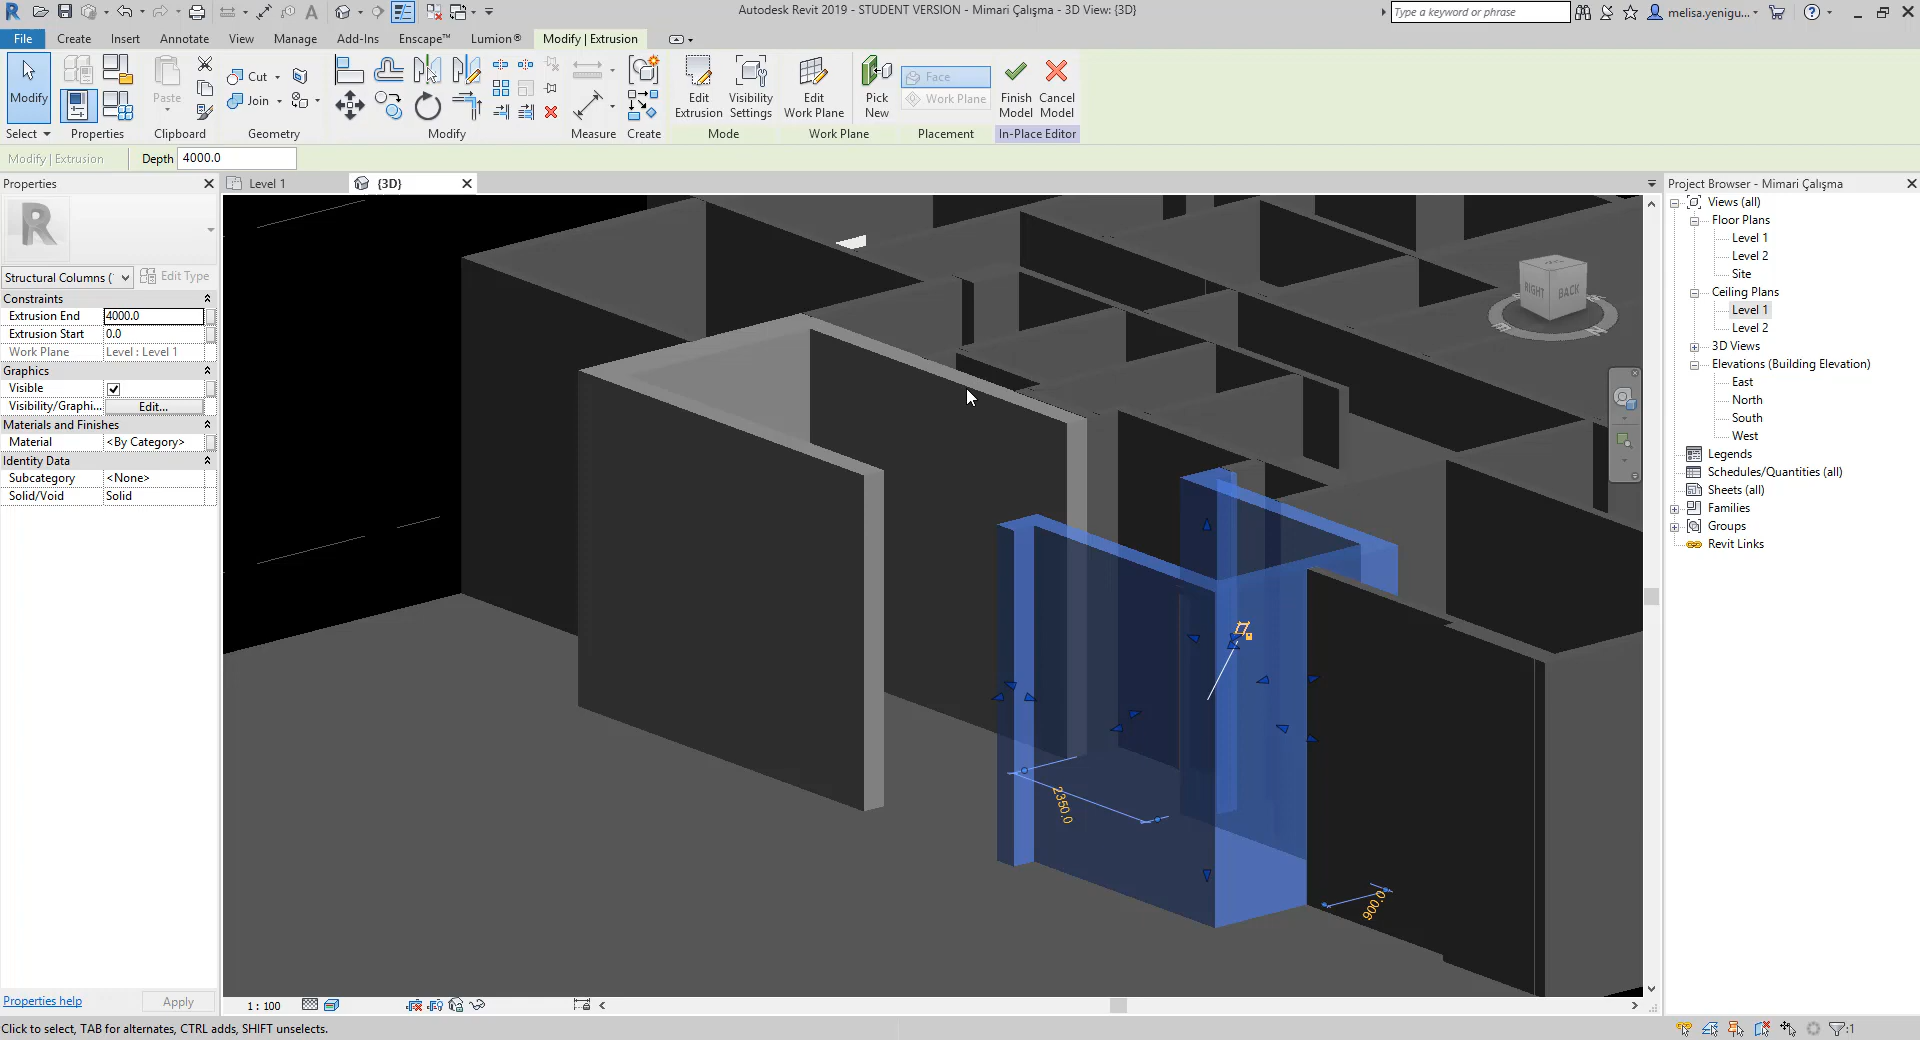 Autodesk Revit 2019 - STUDENT VERSION - Mimari Çalışma - 3D View: {3D}
Type a keyword or phrase
melisa.yenigu...
File Create Insert Annotate View Manage Add-Ins Enscape™ Lumion® Modify | Extrusion
Modify
Paste
Cut
Join
Edit
Extrusion
Visibility
Settings
Edit
Work Plane
Pick
New
Face
Work Plane
Finish
Model
Cancel
Model
Select Properties Clipboard Geometry Modify Measure Create Mode Work Plane Placement In-Place Editor
Modify | Extrusion Depth 4000.0
Properties
Level 1
{3D}
Project Browser - Mimari Çalışma
R
Structural Columns (
Edit Type
Constraints
Extrusion End 4000.0
Extrusion Start 0.0
Work Plane Level : Level 1
Graphics
Visible
Visibility/Graphi... Edit...
Materials and Finishes
Material <By Category>
Identity Data
Subcategory <None>
Solid/Void Solid
Properties help
Apply
RIGHT BACK
2350.0
900.0
Views (all)
Floor Plans
Level 1
Level 2
Site
Ceiling Plans
Level 1
Level 2
3D Views
Elevations (Building Elevation)
East
North
South
West
Legends
Schedules/Quantities (all)
Sheets (all)
Families
Groups
Revit Links
1 : 100
Click to select, TAB for alternates, CTRL adds, SHIFT unselects.
:1